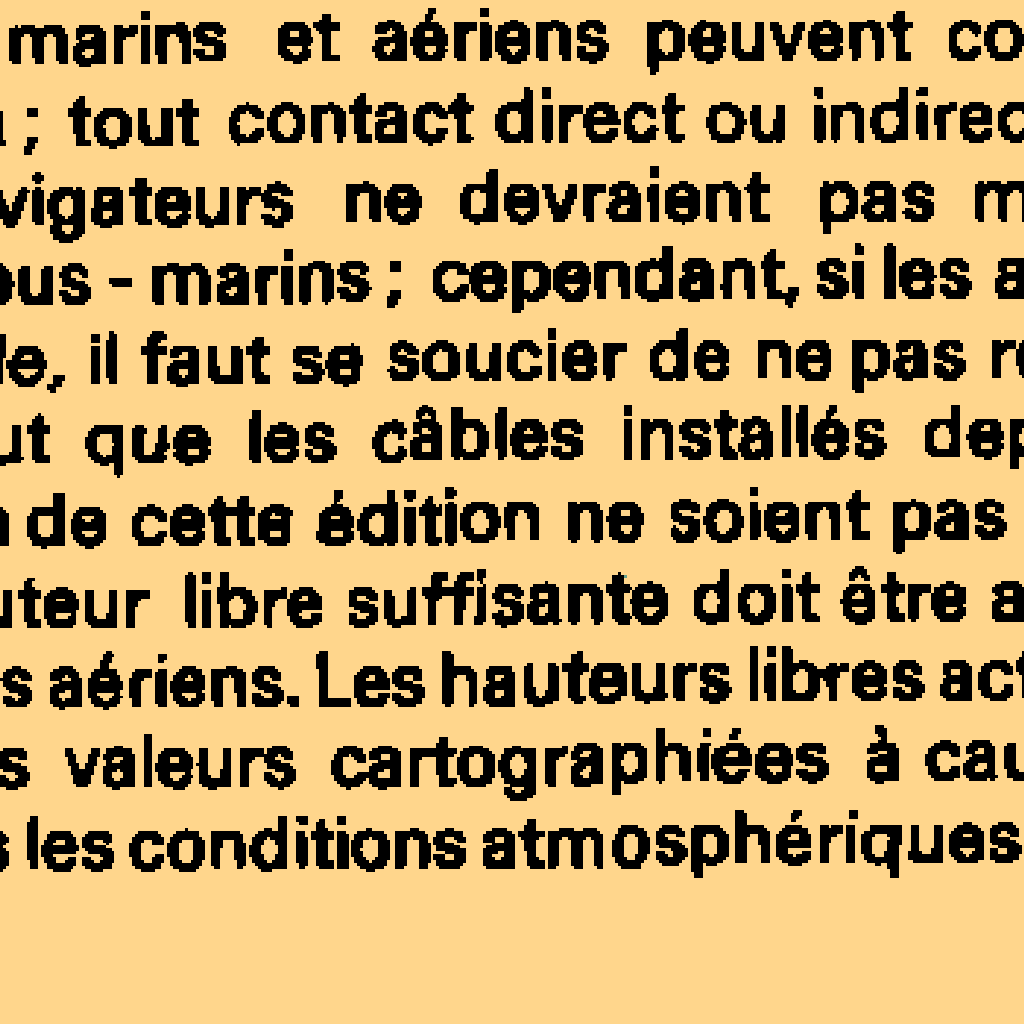 marins et aériens peuvent co
; tout contact direct ou indirec
vigateurs ne devraient pas m
ous - marins ; cependant, si les a
le, il faut se soucier de ne pas re
ut que les câbles installés dep
de cette édition ne soient pas
uteur libre suffisante doit être a
s aériens. Les hauteurs libres act
s valeurs cartographiées à cau
s les conditions atmosphériques